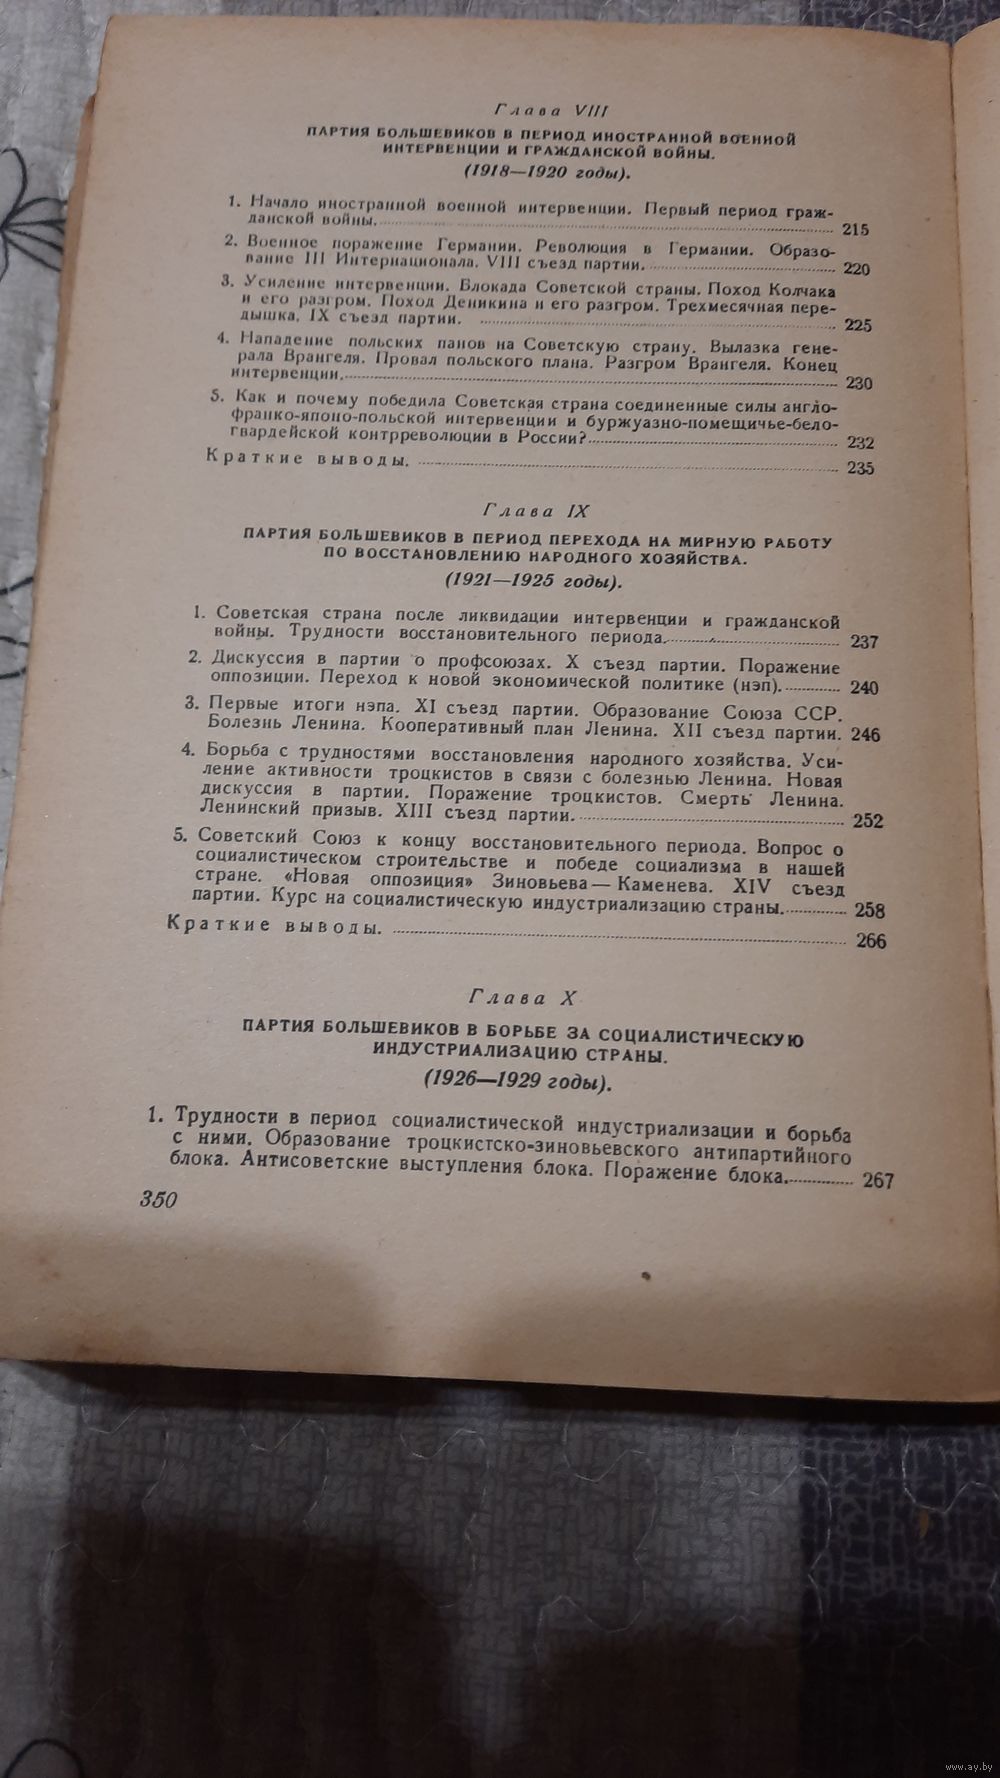 Глава VIII
ПАРТИЯ БОЛЬШЕВИКОВ В ПЕРИОД ИНОСТРАННОЙ ВОЕННОЙ
ИНТЕРВЕНЦИИ И ГРАЖДАНСКОЙ ВОЙНЫ.
(1918—1920 годы).
1. Начало иностранной военной интервенции. Первый период граж-
данской войны. 215
2. Военное поражение Германии. Революция в Германии. Образо-
вание III Интернационала. VIII съезд партии. 220
3. Усиление интервенции. Блокада Советской страны. Поход Колчака
и его разгром. Поход Деникина и его разгром. Трехмесячная пере-
дышка. IX съезд партии. 225
4. Нападение польских панов на Советскую страну. Вылазка гене-
рала Врангеля. Провал польского плана. Разгром Врангеля. Конец
интервенции. 230
5. Как и почему победила Советская страна соединенные силы англо-
франко-японо-польской интервенции и буржуазно-помещичье-бело-
гвардейской контрреволюции в России? 232
Краткие выводы. 235
Глава IX
ПАРТИЯ БОЛЬШЕВИКОВ В ПЕРИОД ПЕРЕХОДА НА МИРНУЮ РАБОТУ
ПО ВОССТАНОВЛЕНИЮ НАРОДНОГО ХОЗЯЙСТВА.
(1921—1925 годы).
1. Советская страна после ликвидации интервенции и гражданской
войны. Трудности восстановительного периода. 237
2. Дискуссия в партии о профсоюзах. X съезд партии. Поражение
оппозиции. Переход к новой экономической политике (нэп). 240
3. Первые итоги нэпа. XI съезд партии. Образование Союза ССР.
Болезнь Ленина. Кооперативный план Ленина. XII съезд партии. 246
4. Борьба с трудностями восстановления народного хозяйства. Уси-
ление активности троцкистов в связи с болезнью Ленина. Новая
дискуссия в партии. Поражение троцкистов. Смерть Ленина.
Ленинский призыв. XIII съезд партии. 252
5. Советский Союз к концу восстановительного периода. Вопрос о
социалистическом строительстве и победе социализма в нашей
стране. «Новая оппозиция» Зиновьева — Каменева. XIV съезд
партии. Курс на социалистическую индустриализацию страны. 258
Краткие выводы. 266
Глава X
ПАРТИЯ БОЛЬШЕВИКОВ В БОРЬБЕ ЗА СОЦИАЛИСТИЧЕСКУЮ
ИНДУСТРИАЛИЗАЦИЮ СТРАНЫ.
(1926—1929 годы).
1. Трудности в период социалистической индустриализации и борьба
с ними. Образование троцкистско-зиновьевского антипартийного
блока. Антисоветские выступления блока. Поражение блока. 267
350
www.ay.by